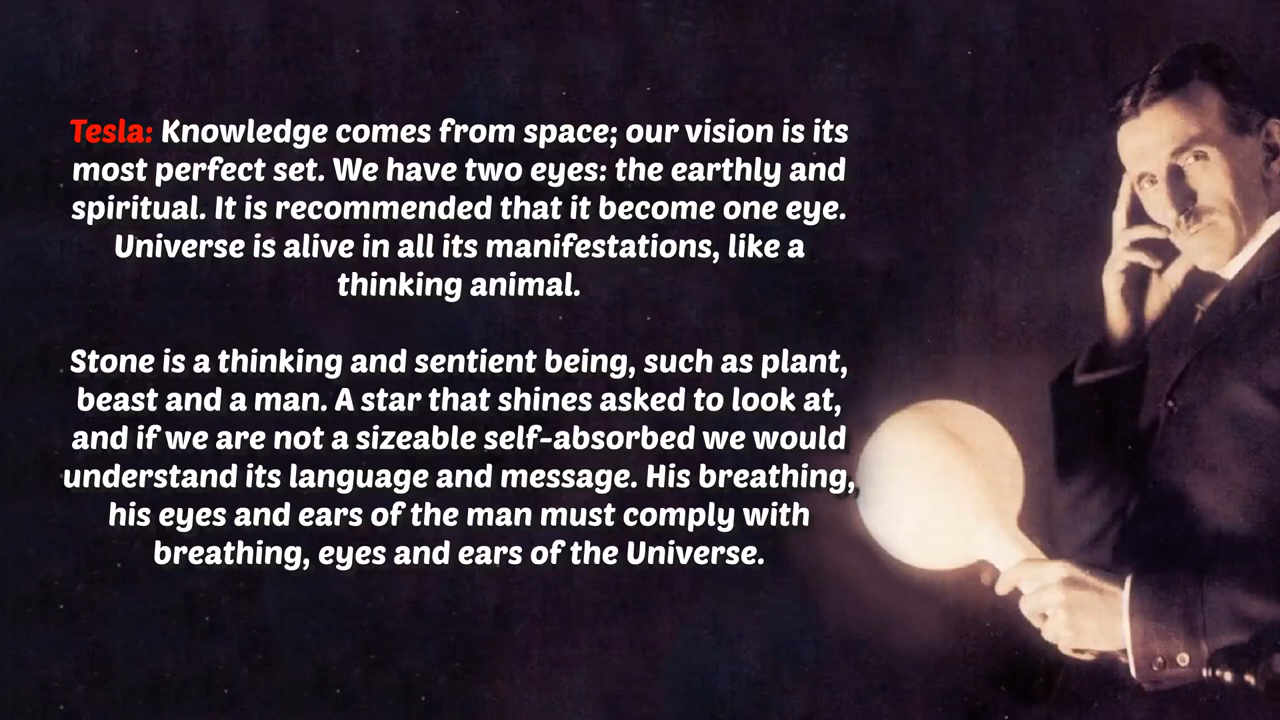 Tesla: Knowledge comes from space; our vision is its
most perfect set. We have two eyes: the earthly and
spiritual. It is recommended that it become one eye.
Universe is alive in all its manifestations, like a
thinking animal.
Stone is a thinking and sentient being, such as plant,
beast and a man. A star that shines asked to look at,
and if we are not a sizeable self-absorbed we would
understand its language and message. His breathing,
his eyes and ears of the man must comply with
breathing, eyes and ears of the Universe.